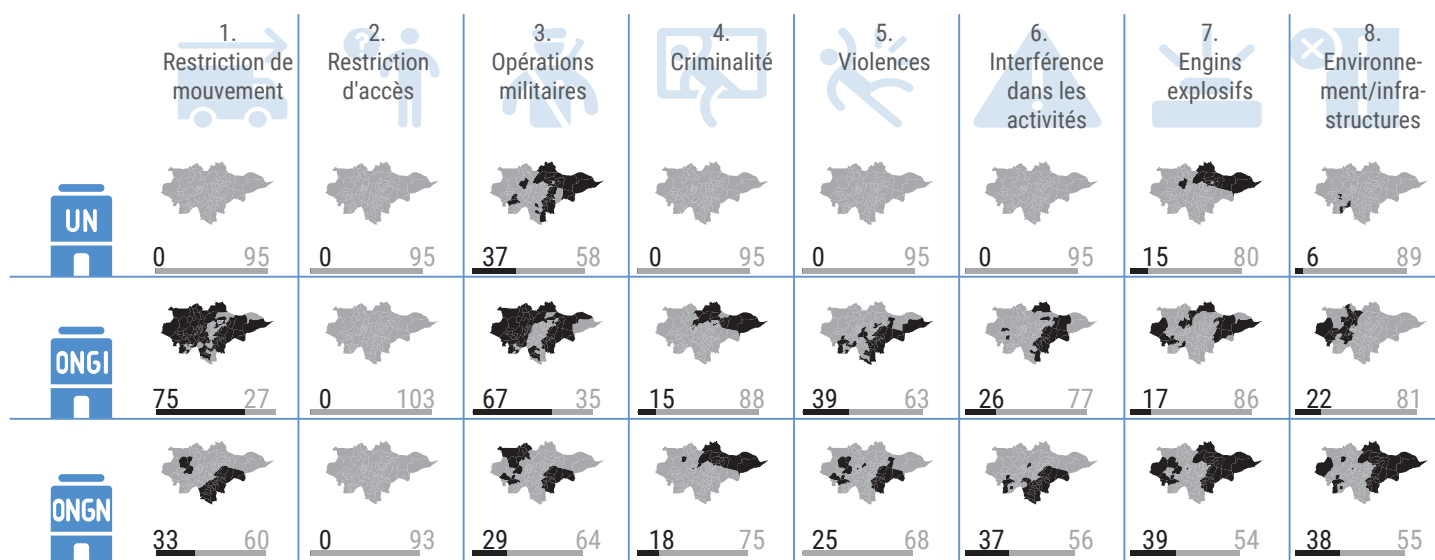 1.
Restriction de
mouvement
2.
Restriction
d'accès
3.
Opérations
militaires
4.
Criminalité
5.
Violences
6.
Interférence
dans les
activités
7.
Engins
explosifs
8.
Environne-
ment/infra-
structures
?
UN
0 95
0 95
37 58
0 95
0 95
0 95
15 80
6 89
ONGI
75 27
0 103
67 35
15 88
39 63
26 77
17 86
22 81
ONGN
33 60
0 93
29 64
18 75
25 68
37 56
39 54
38 55